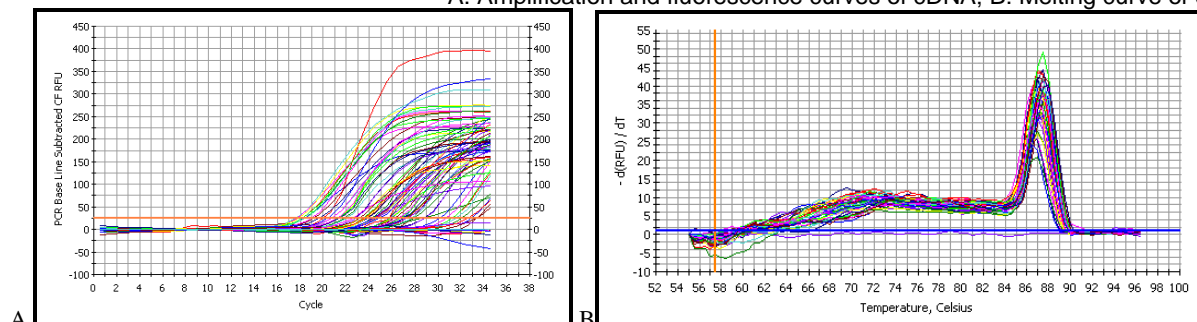 A. Amplification and fluorescence curves of cDNA; B. Melting curve of
450 450
400 400
350 350
300 300
250 250
200 200
150 150
100 100
50 50
0 0
-50 -50
-100 -100
0 2 4 6 8 10 12 14 16 18 20 22 24 26 28 30 32 34 36 38
Cycle
PCR Base Line Subtracted CF RFU
A
55
50
45
40
35
30
25
20
15
10
5
0
-5
-10
52 54 56 58 60 62 64 66 68 70 72 74 76 78 80 82 84 86 88 90 92 94 96 98 100
Temperature, Celsius
- d(RFU) / dT
B